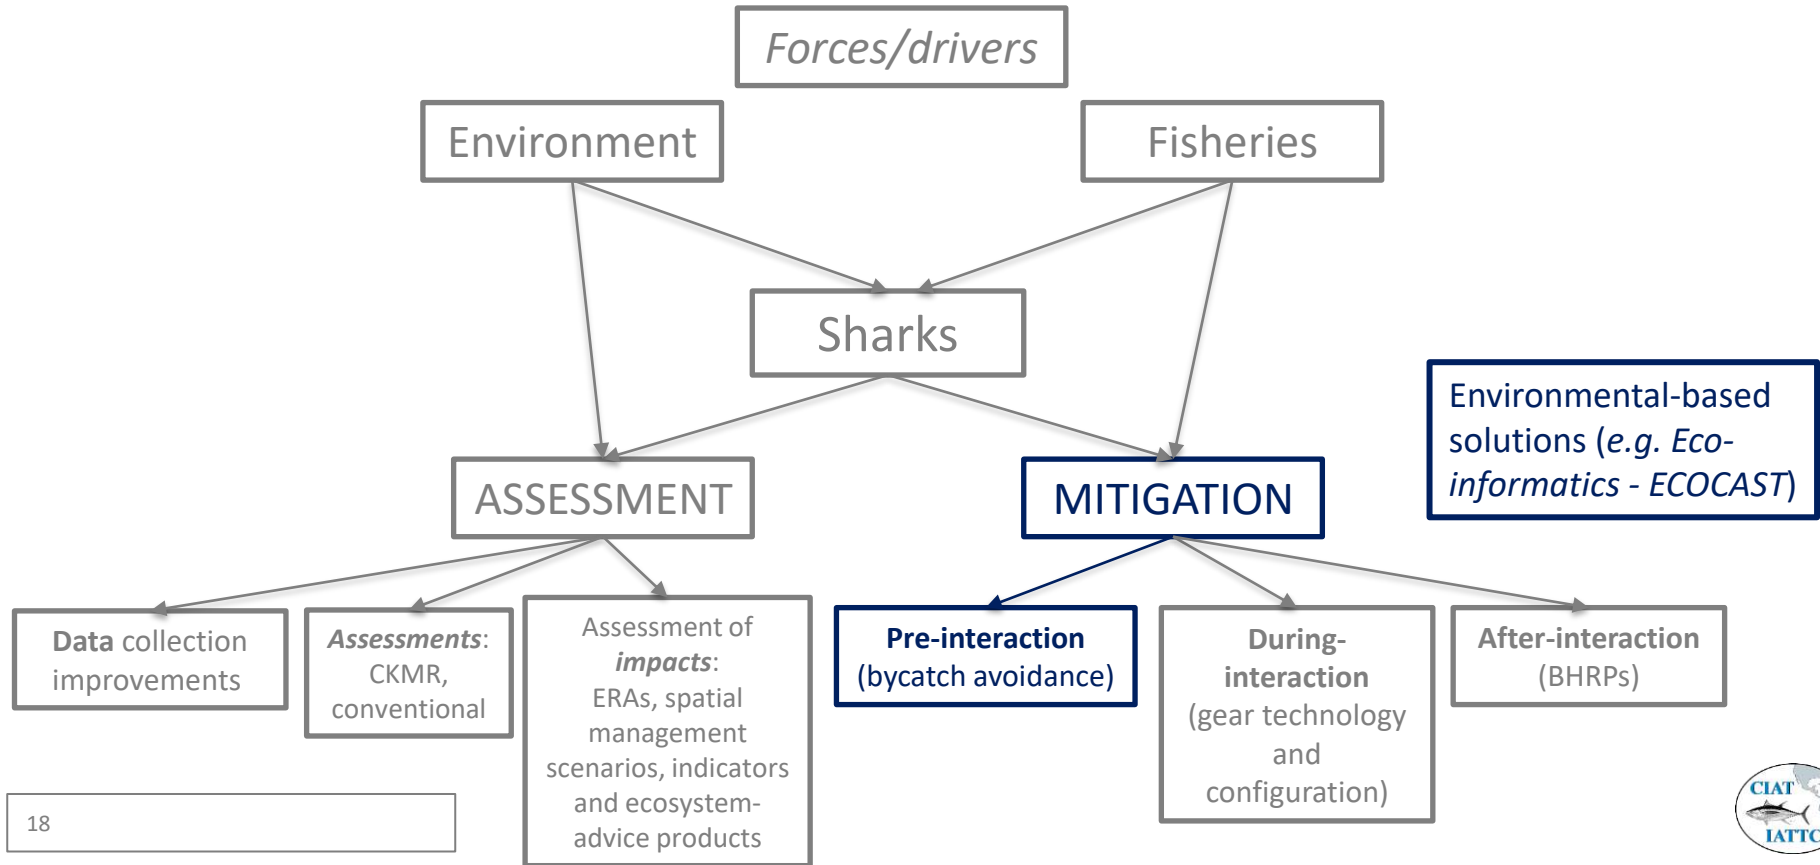 Forces/drivers
Environment
Fisheries
Sharks
Environmental-based
solutions (e.g. Eco-
informatics - ECOCAST)
ASSESSMENT
MITIGATION
Data collection
improvements
Assessments:
CKMR,
conventional
Assessment of
impacts:
ERAs, spatial
management
scenarios, indicators
and ecosystem-
advice products
Pre-interaction
(bycatch avoidance)
During-
interaction
(gear technology
and
configuration)
After-interaction
(BHRPs)
18
CIAT
IATTC